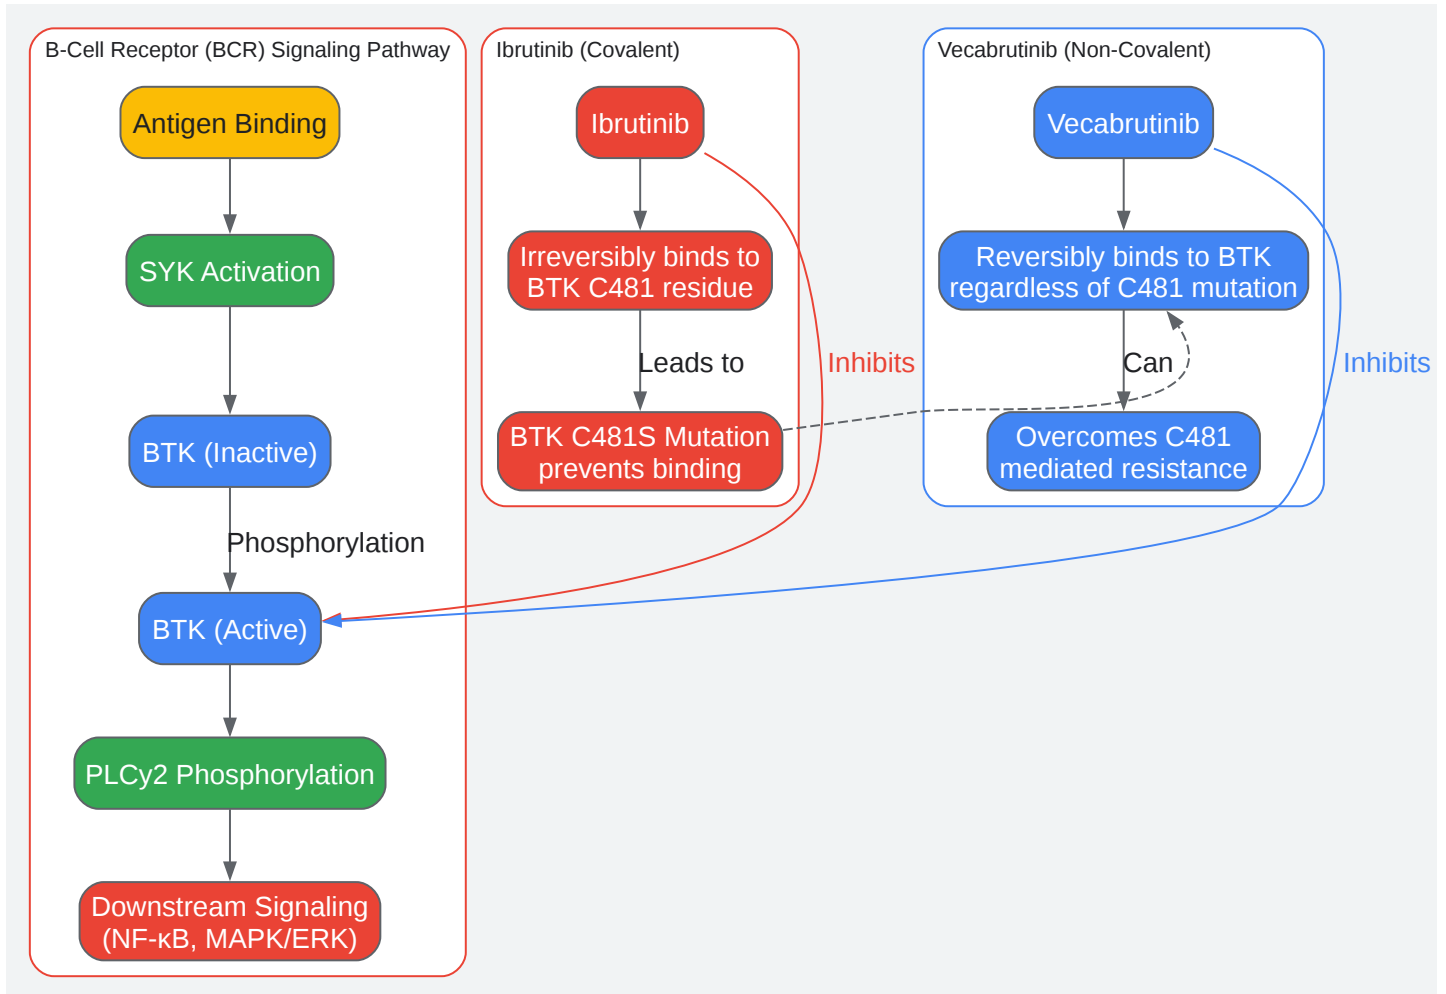 B-Cell Receptor (BCR) Signaling Pathway
Antigen Binding
SYK Activation
BTK (Inactive)
Phosphorylation
BTK (Active)
PLCy2 Phosphorylation
Downstream Signaling
(NF-κB, MAPK/ERK)
Ibrutinib (Covalent)
Ibrutinib
Irreversibly binds to
BTK C481 residue
Leads to
BTK C481S Mutation
prevents binding
Inhibits
Vecabrutinib (Non-Covalent)
Vecabrutinib
Reversibly binds to BTK
regardless of C481 mutation
Can
Overcomes C481
mediated resistance
Inhibits